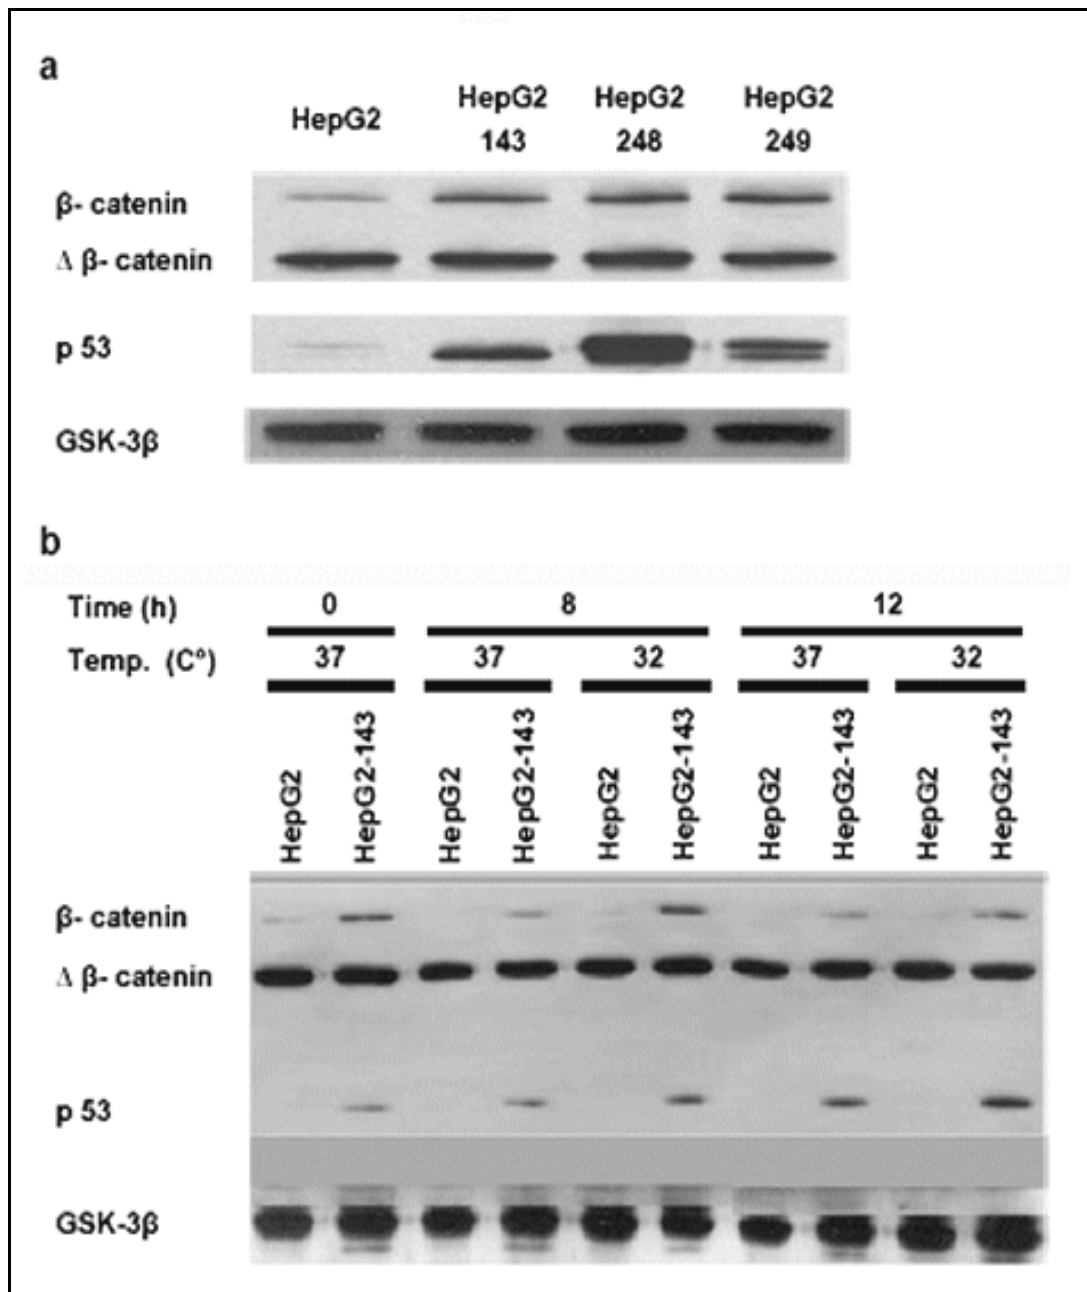 a
HepG2
HepG2
143
HepG2
248
HepG2
249
β- catenin
Δ β- catenin
p 53
GSK-3β
b
Time (h)
0
8
12
Temp. (Cº)
37
37
32
37
32
HepG2
HepG2-143
HepG2
HepG2-143
HepG2
HepG2-143
HepG2
HepG2-143
HepG2
HepG2-143
β- catenin
Δ β- catenin
p 53
GSK-3β